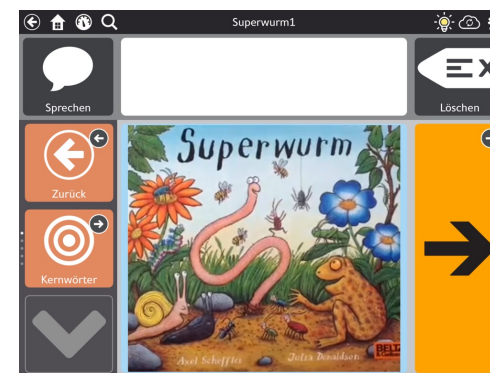 Superwurm1
Sprechen
Löschen
Zurück
Kernwörter
Superwurm
Axel Scheffler
Julia Donaldson
BELTZ